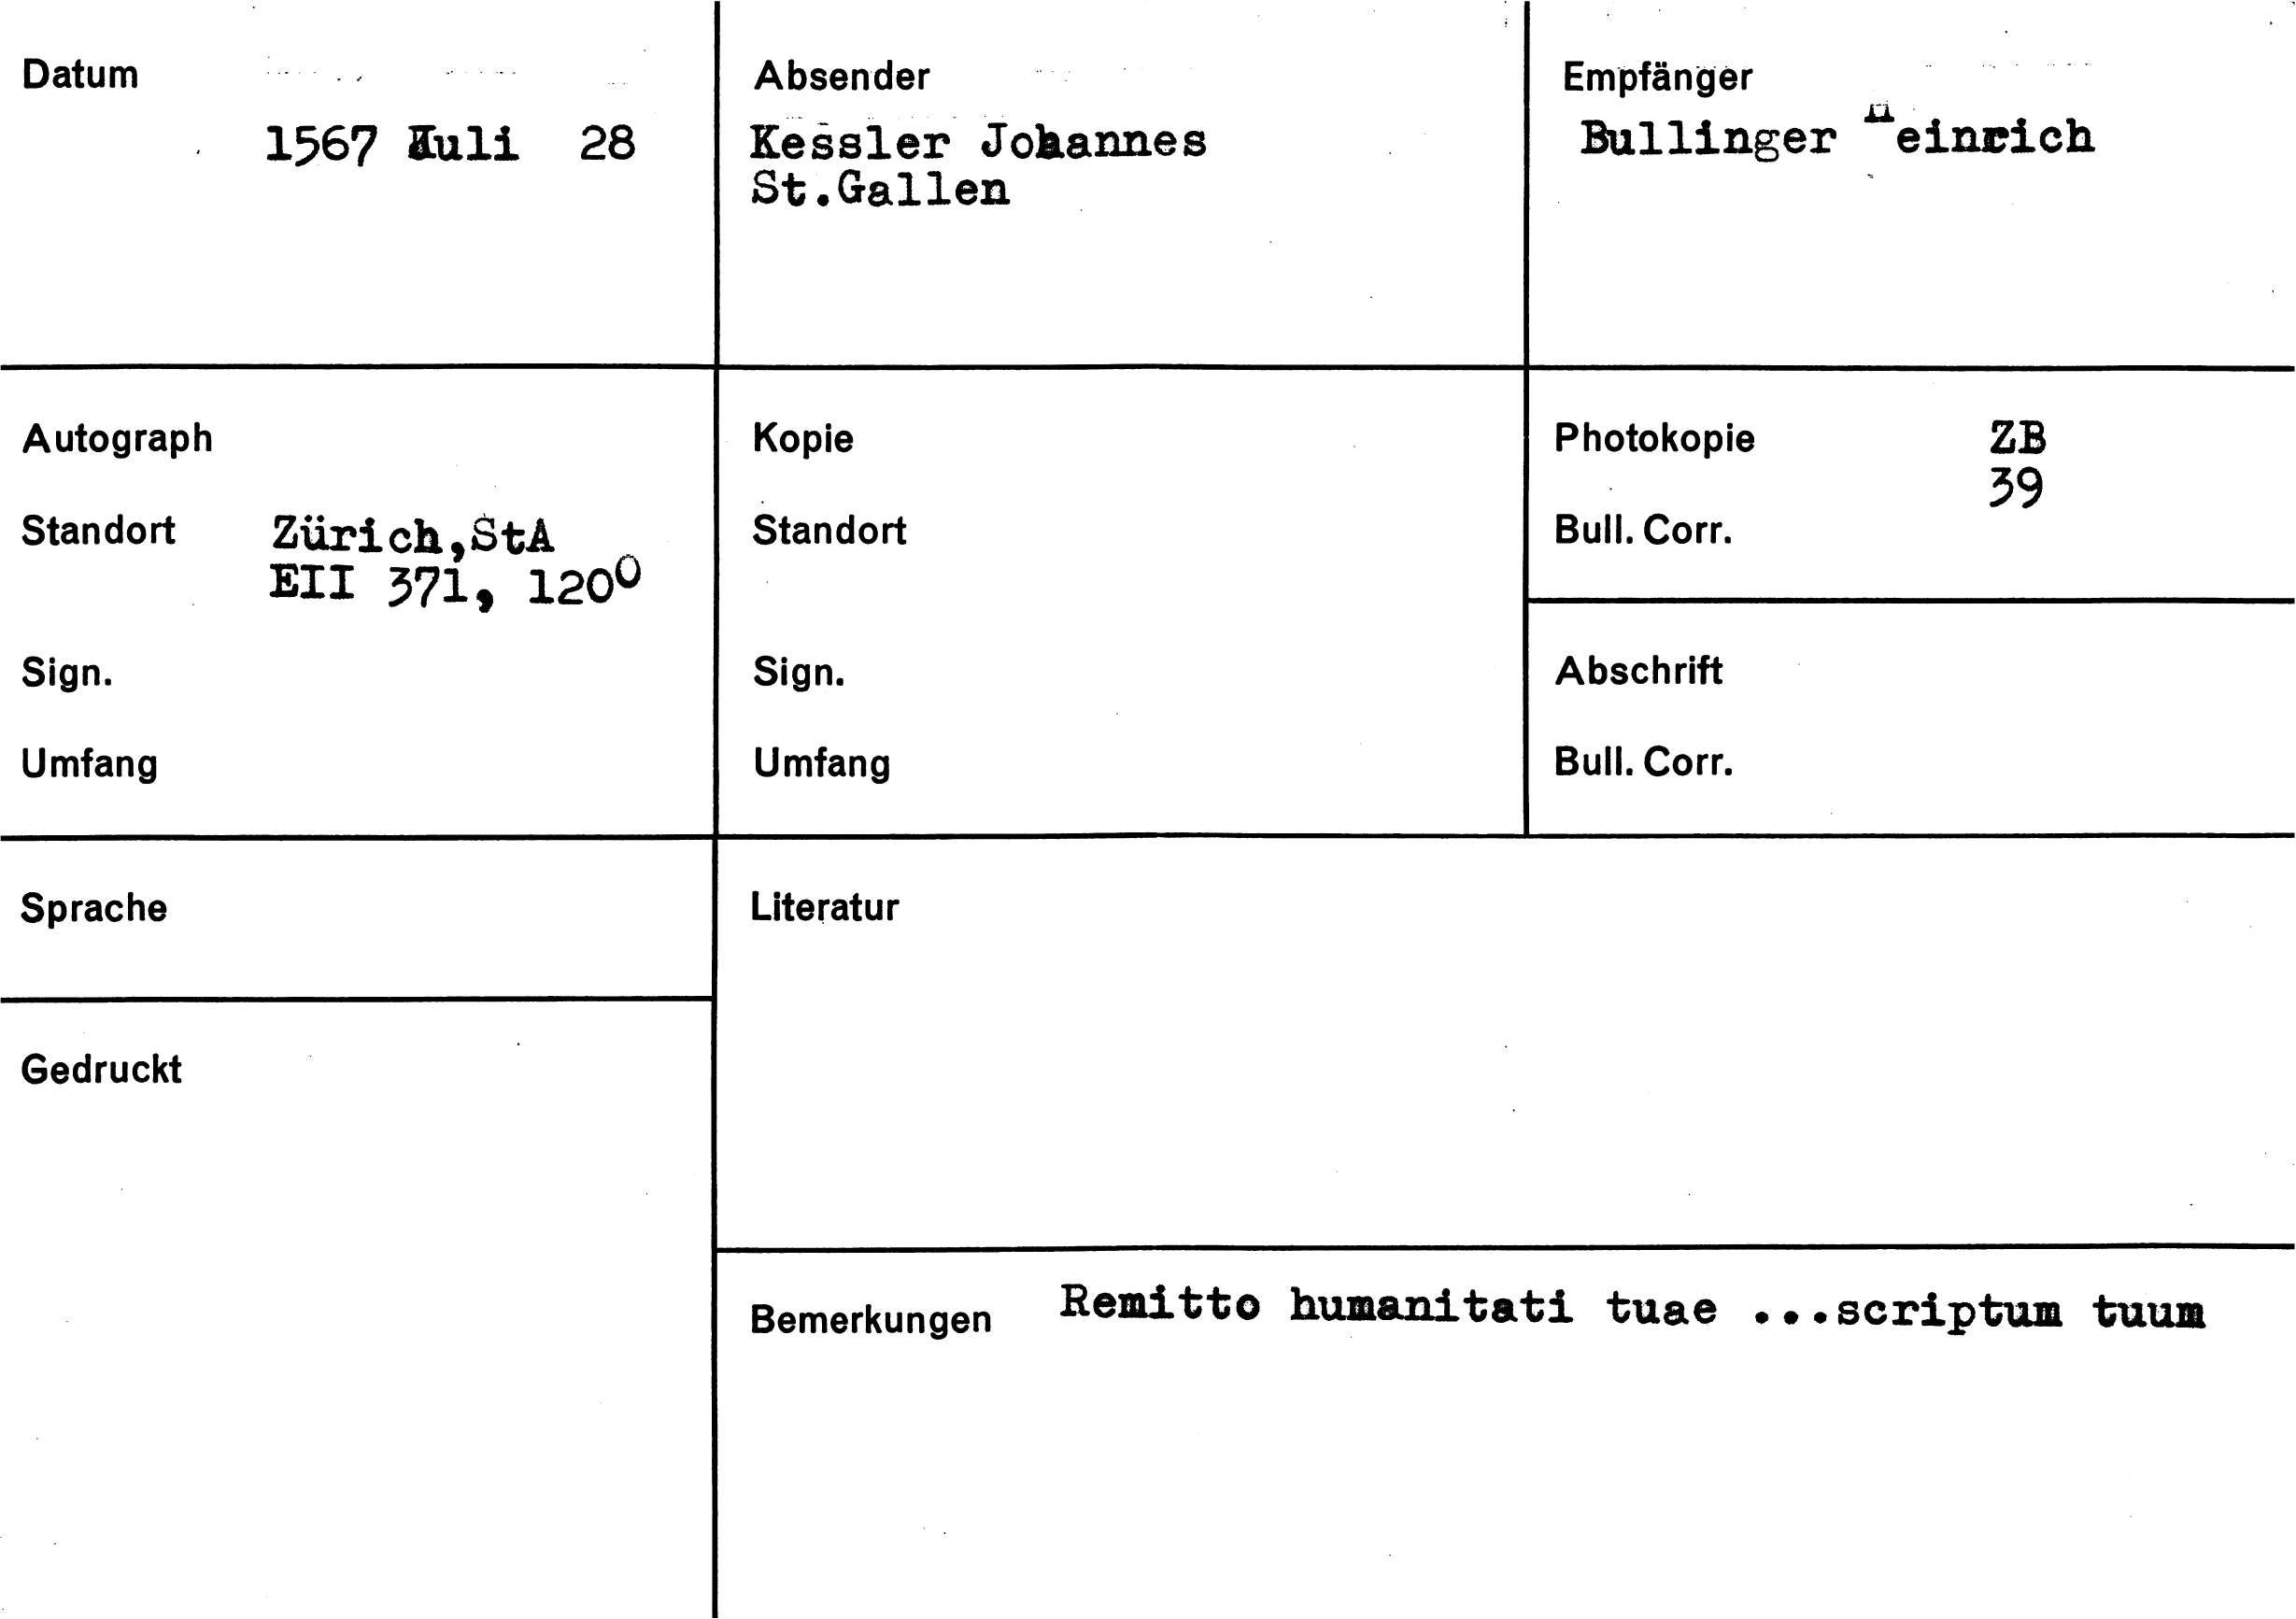 Datum
1567 Juli 28
Absender
Kessler Johannes
St.Gallen
Empfänger
Bullinger Heinrich
Autograph
Standort Zürich,StA
EII 371, 120⁰
Sign.
Umfang
Kopie
Standort
Sign.
Umfang
Photokopie ZB
39
Bull. Corr.
Abschrift
Bull. Corr.
Sprache
Literatur
Gedruckt
Bemerkungen Remitto humanitati tuae ...scriptum tuum